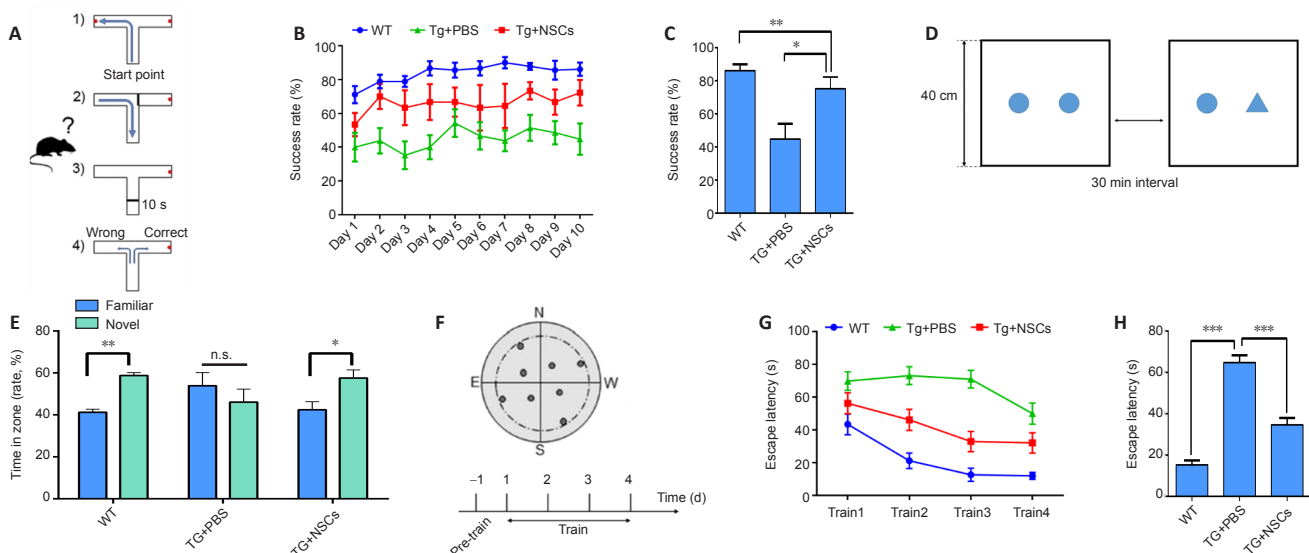 A
1)
Start point
2)
?
3)
10 s
Wrong Correct
4)
B
WT Tg+PBS Tg+NSCs
100
80
60
40
20
0
Success rate (%)
Day 1
Day 2
Day 3
Day 4
Day 5
Day 6
Day 7
Day 8
Day 9
Day 10
C
**
*
100
80
60
40
20
0
Success rate (%)
WT
TG+PBS
TG+NSCs
D
40 cm
30 min interval
E
Familiar
Novel
80
60
40
20
0
Time in zone (rate, %)
**
n.s.
*
WT
TG+PBS
TG+NSCs
F
N
E W
S
–1 1 2 3 4
Time (d)
Pre-train
Train
G
WT Tg+PBS Tg+NSCs
100
80
60
40
20
0
Escape latency (s)
Train1 Train2 Train3 Train4
H
*** ***
80
60
40
20
0
Escape latency (s)
WT
TG+PBS
TG+NSCs